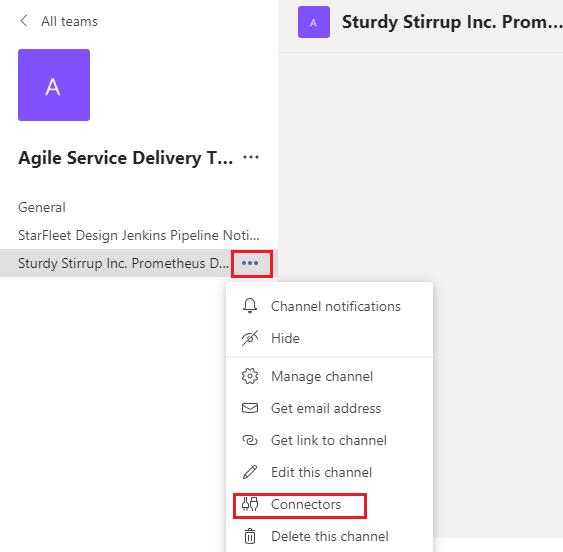 All teams
A
Agile Service Delivery T...
General
StarFleet Design Jenkins Pipeline Noti...
Sturdy Stirrup Inc. Prometheus D...
A
Sturdy Stirrup Inc. Prom...
Channel notifications
Hide
Manage channel
Get email address
Get link to channel
Edit this channel
Connectors
Delete this channel